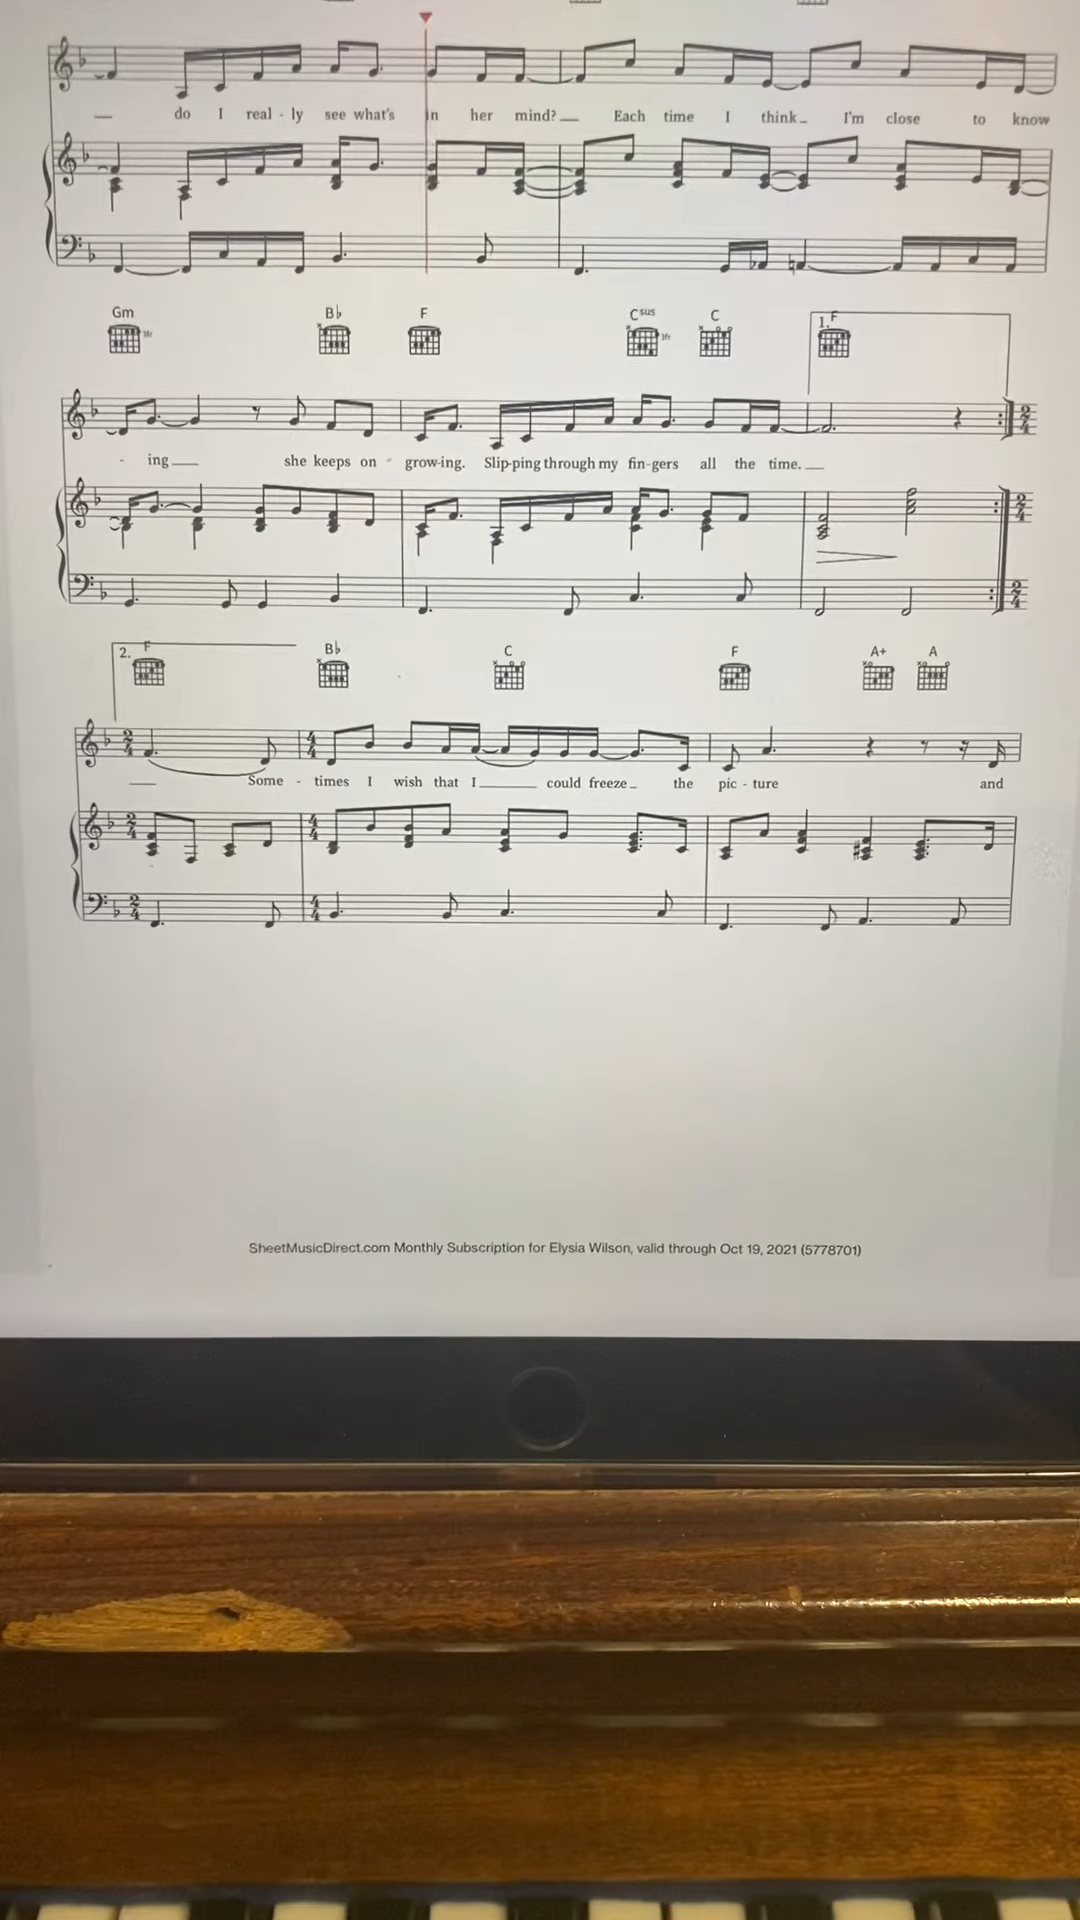 do I real - ly see what's in her mind? Each time I think I'm close to know
Gm B♭ F Csus C 1. F
3fr 3fr
- ing she keeps on - grow-ing. Slip-ping through my fin-gers all the time.
2. F B♭ C F A+ A
Some - times I wish that I could freeze the pic - ture and
SheetMusicDirect.com Monthly Subscription for Elysia Wilson, valid through Oct 19, 2021 (5778701)